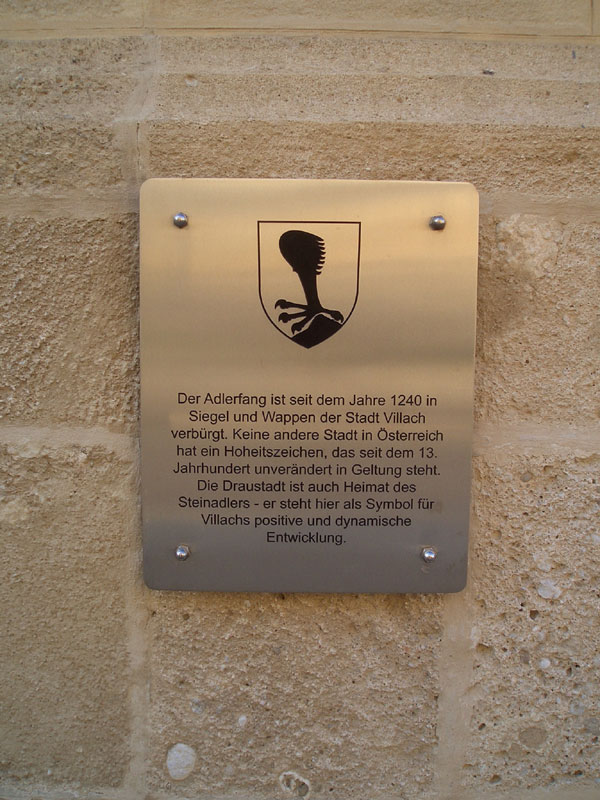 Der Adlerfang ist seit dem Jahre 1240 in
Siegel und Wappen der Stadt Villach
verbürgt. Keine andere Stadt in Österreich
hat ein Hoheitszeichen, das seit dem 13.
Jahrhundert unverändert in Geltung steht.
Die Draustadt ist auch Heimat des
Steinadlers - er steht hier als Symbol für
Villachs positive und dynamische
Entwicklung.